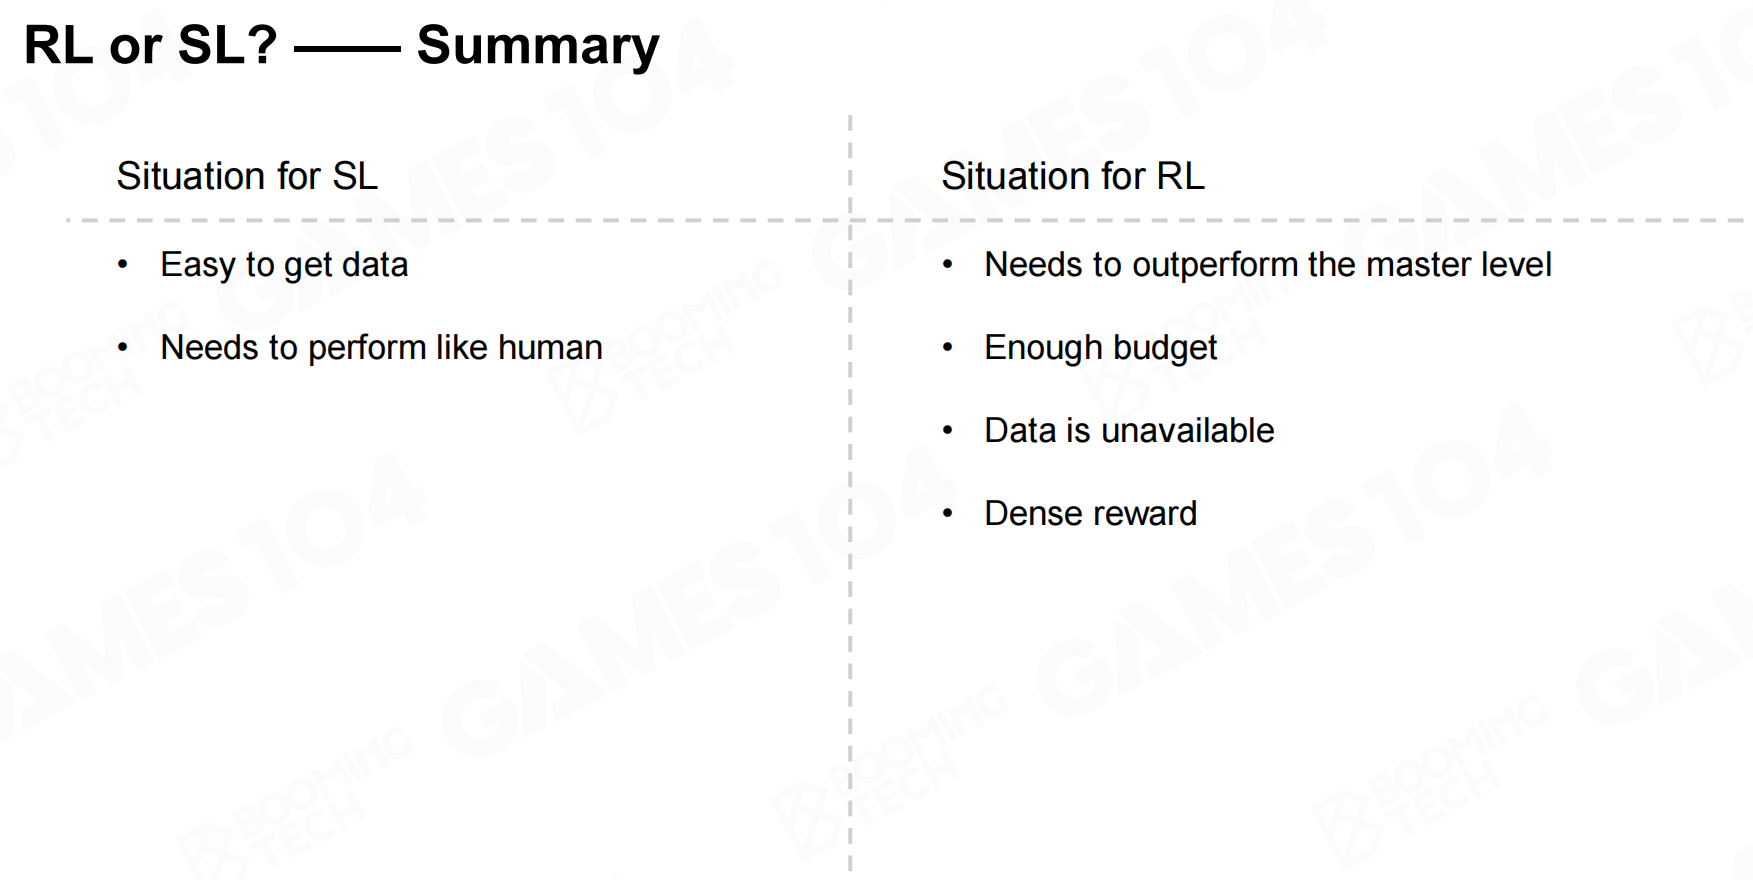 RL or SL? —— Summary
Situation for SL
• Easy to get data
• Needs to perform like human
Situation for RL
• Needs to outperform the master level
• Enough budget
• Data is unavailable
• Dense reward
GAMES104
BOOMING
TECH